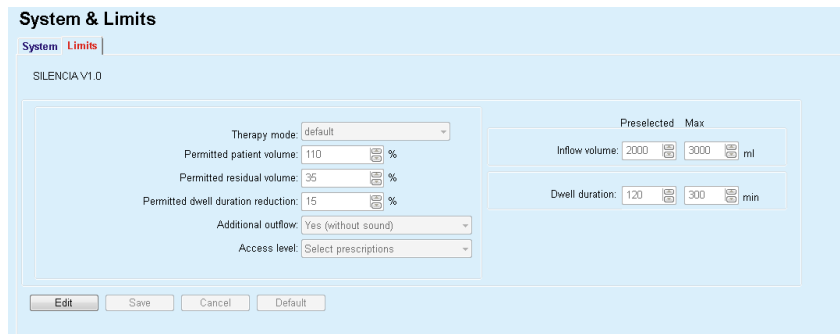 System & Limits
System Limits
SILENCIA V1.0
Therapy mode: default
Permitted patient volume: 110 %
Permitted residual volume: 35 %
Permitted dwell duration reduction: 15 %
Additional outflow: Yes (without sound)
Access level: Select prescriptions
Preselected Max
Inflow volume: 2000 3000 ml
Dwell duration: 120 300 min
Edit Save Cancel Default